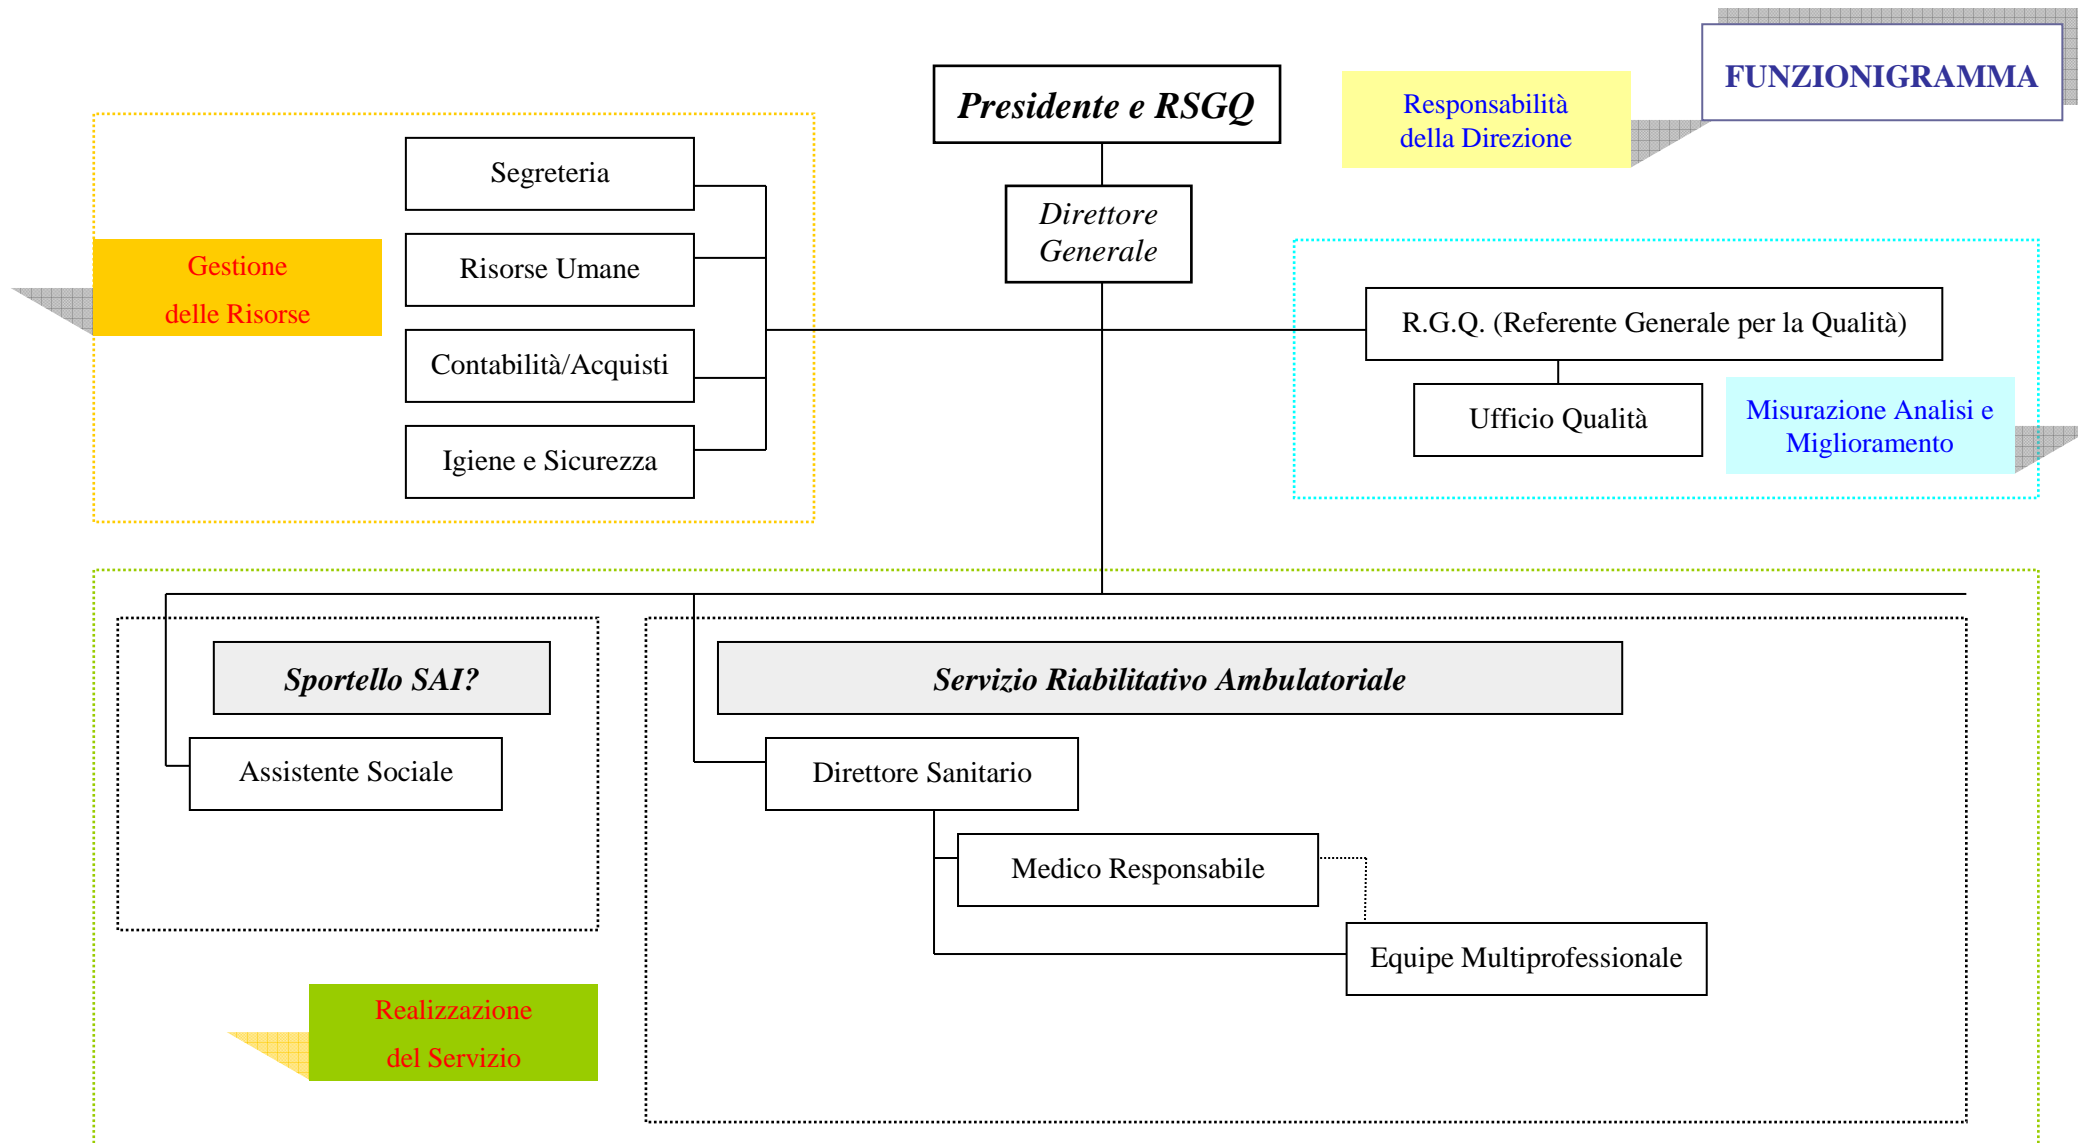 FUNZIONIGRAMMA
Presidente e RSGQ
Responsabilità
della Direzione
Segreteria
Direttore
Generale
Gestione
delle Risorse
Risorse Umane
R.G.Q. (Referente Generale per la Qualità)
Contabilità/Acquisti
Ufficio Qualità
Misurazione Analisi e
Miglioramento
Igiene e Sicurezza
Sportello SAI?
Servizio Riabilitativo Ambulatoriale
Assistente Sociale
Direttore Sanitario
Medico Responsabile
Equipe Multiprofessionale
Realizzazione
del Servizio